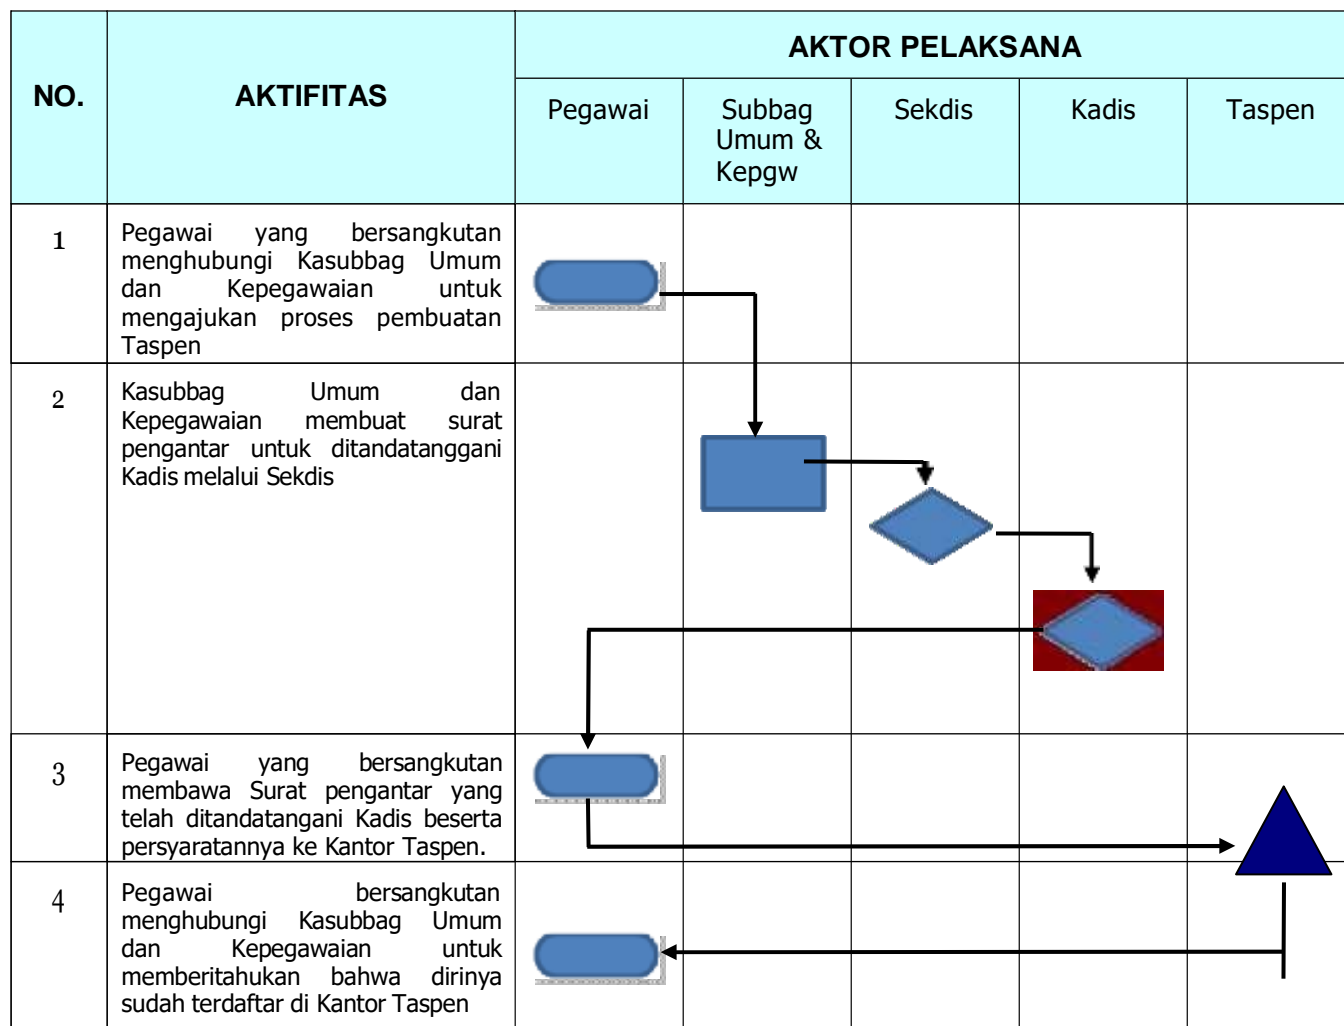 NO.
AKTIFITAS
AKTOR PELAKSANA
Pegawai
Subbag
Umum &
Kepgw
Sekdis
Kadis
Taspen
1
Pegawai yang bersangkutan
menghubungi Kasubbag Umum
dan Kepegawaian untuk
mengajukan proses pembuatan
Taspen
2
Kasubbag Umum dan
Kepegawaian membuat surat
pengantar untuk ditandatanggani
Kadis melalui Sekdis
3
Pegawai yang bersangkutan
membawa Surat pengantar yang
telah ditandatangani Kadis beserta
persyaratannya ke Kantor Taspen.
4
Pegawai bersangkutan
menghubungi Kasubbag Umum
dan Kepegawaian untuk
memberitahukan bahwa dirinya
sudah terdaftar di Kantor Taspen